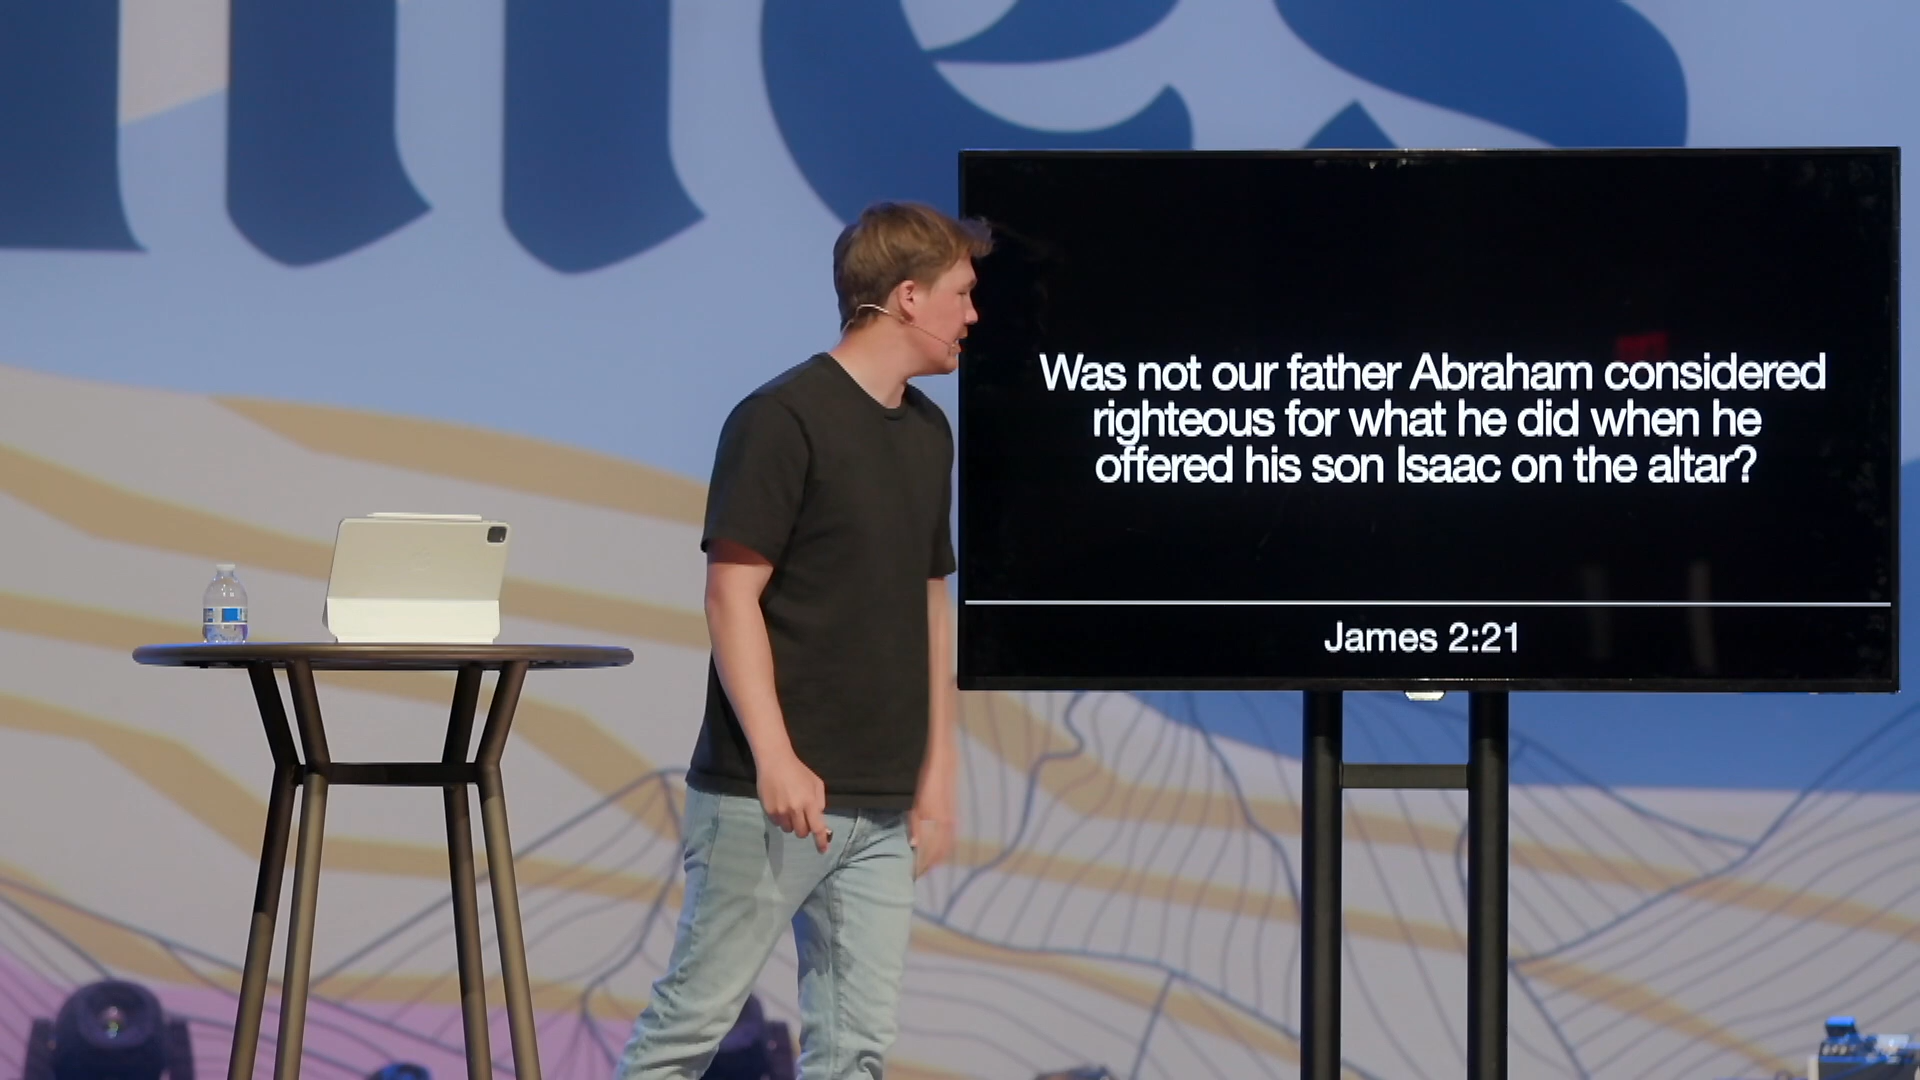 Was not our father Abraham considered
righteous for what he did when he
offered his son Isaac on the altar?
James 2:21